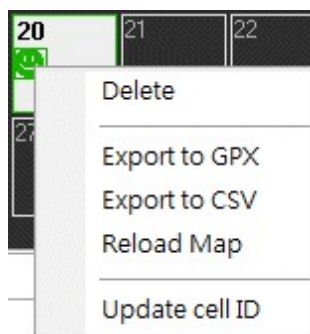 20 21 22
27
Delete
Export to GPX
Export to CSV
Reload Map
Update cell ID